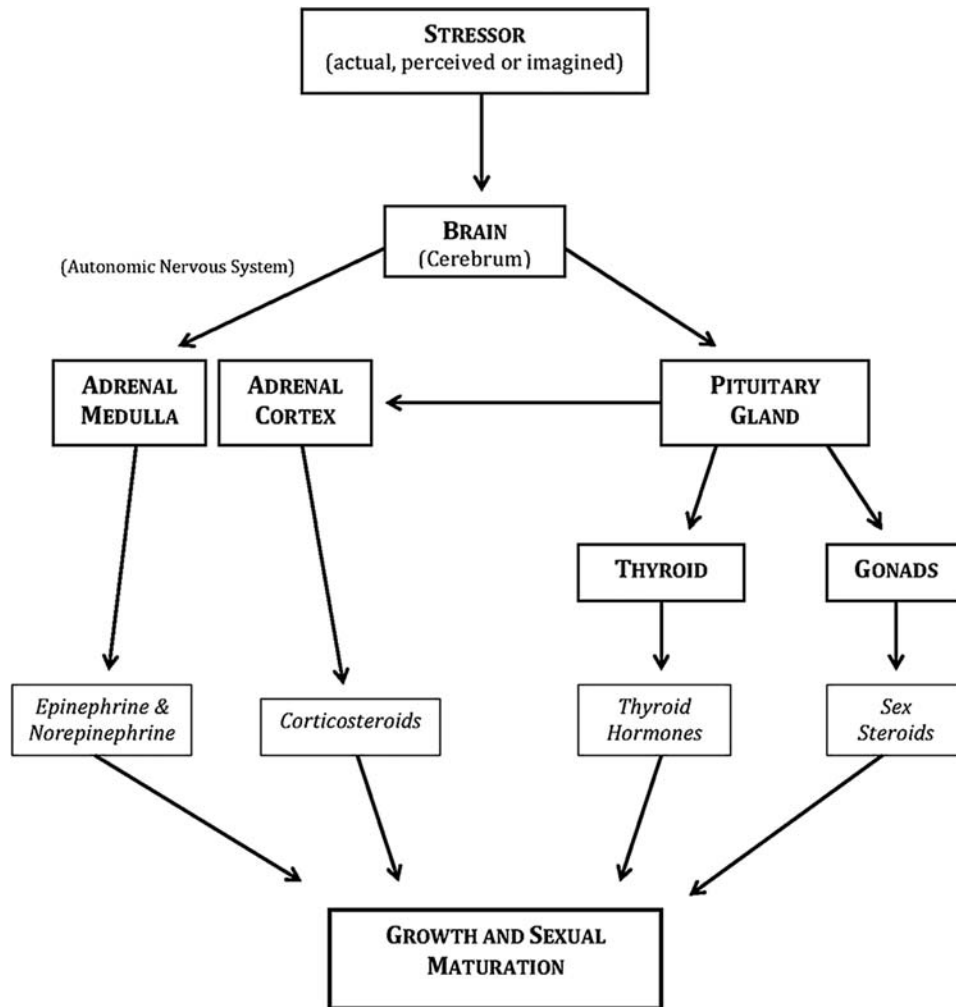 STRESSOR
(actual, perceived or imagined)
BRAIN
(Cerebrum)
(Autonomic Nervous System)
ADRENAL
MEDULLA
ADRENAL
CORTEX
PITUITARY
GLAND
THYROID
GONADS
Epinephrine &
Norepinephrine
Corticosteroids
Thyroid
Hormones
Sex
Steroids
GROWTH AND SEXUAL
MATURATION